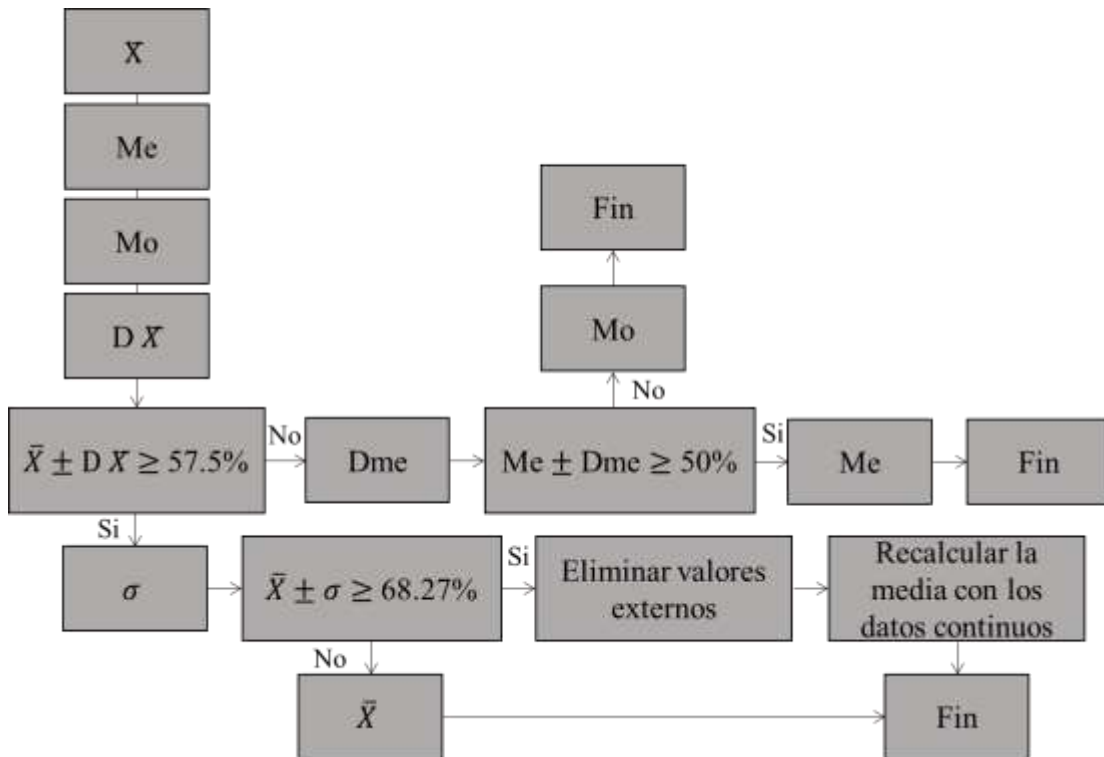 X̄
Me
Mo
D X̄
X̄ ± D X̄ ≥ 57.5%
No
Dme
Me ± Dme ≥ 50%
No
Mo
Fin
Si
Me
Fin
Si
σ
X̄ ± σ ≥ 68.27%
Si
Eliminar valores
externos
Recalcular la
media con los
datos continuos
No
X̄
Fin